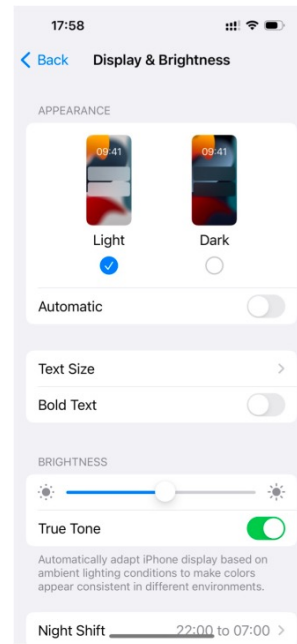 17:58
Back Display & Brightness
APPEARANCE
09:41 09:41
Light Dark
Automatic
Text Size
Bold Text
BRIGHTNESS
True Tone
Automatically adapt iPhone display based on
ambient lighting conditions to make colors
appear consistent in different environments.
Night Shift 22:00 to 07:00